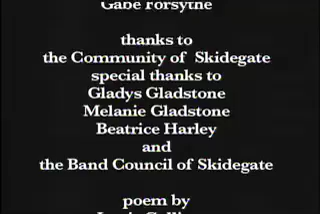 Gabe Forsythe
thanks to
the Community of Skidegate
special thanks to
Gladys Gladstone
Melanie Gladstone
Beatrice Harley
and
the Band Council of Skidegate
poem by